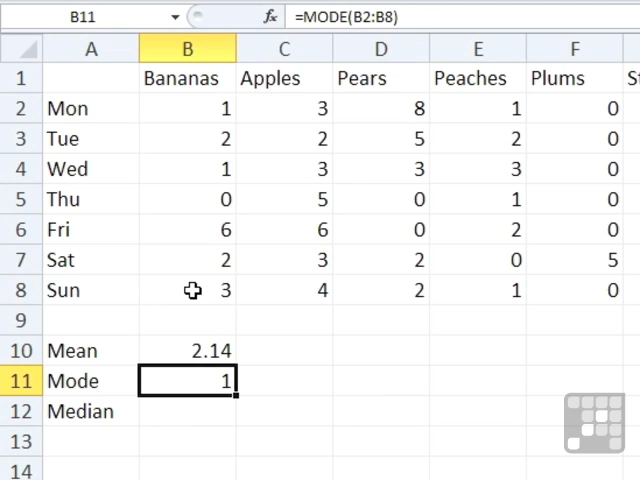 B11 fx =MODE(B2:B8)
A B C D E F
1 Bananas Apples Pears Peaches Plums St
2 Mon 1 3 8 1 0
3 Tue 2 2 5 2 0
4 Wed 1 3 3 3 0
5 Thu 0 5 0 1 0
6 Fri 6 6 0 2 0
7 Sat 2 3 2 0 5
8 Sun 3 4 2 1 0
9
10 Mean 2.14
11 Mode 1
12 Median
13
14